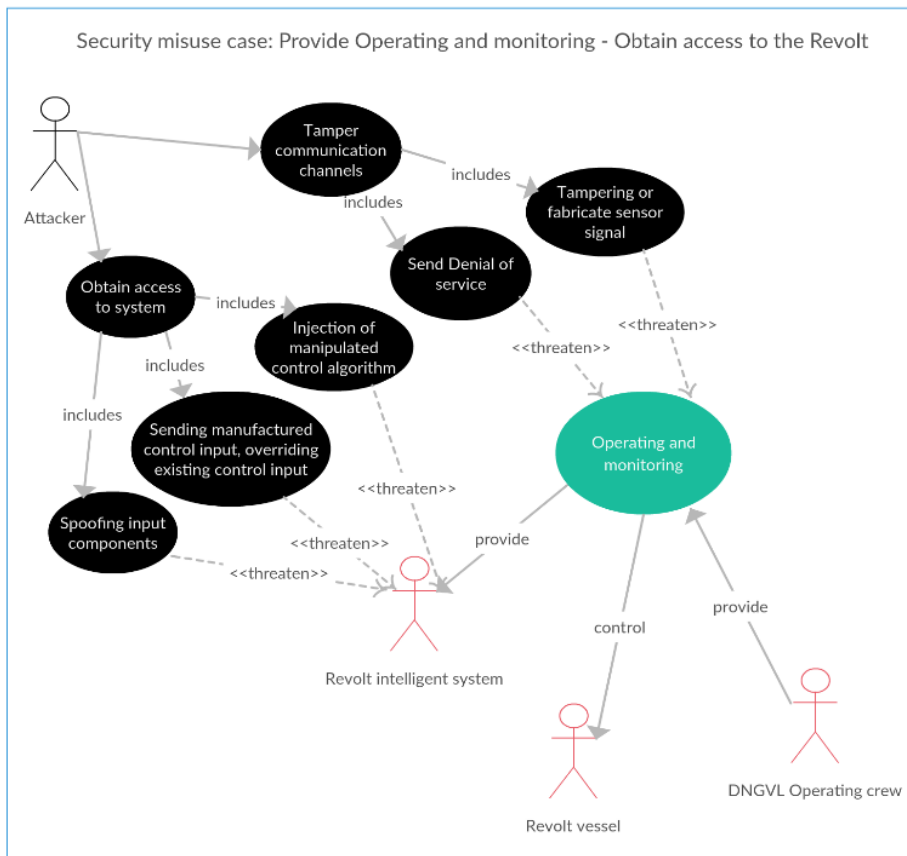 Security misuse case: Provide Operating and monitoring - Obtain access to the Revolt
Attacker
Tamper
communication
channels
includes
includes
Tampering or
fabricate sensor
signal
Send Denial of
service
Obtain access
to system
includes
Injection of
manipulated
control algorithm
<<threaten>>
<<threaten>>
includes
includes
Sending manufactured
control input, overriding
existing control input
Operating and
monitoring
<<threaten>>
Spoofing input
components
<<threaten>>
<<threaten>>
provide
Revolt intelligent system
control
provide
Revolt vessel
DNGVL Operating crew